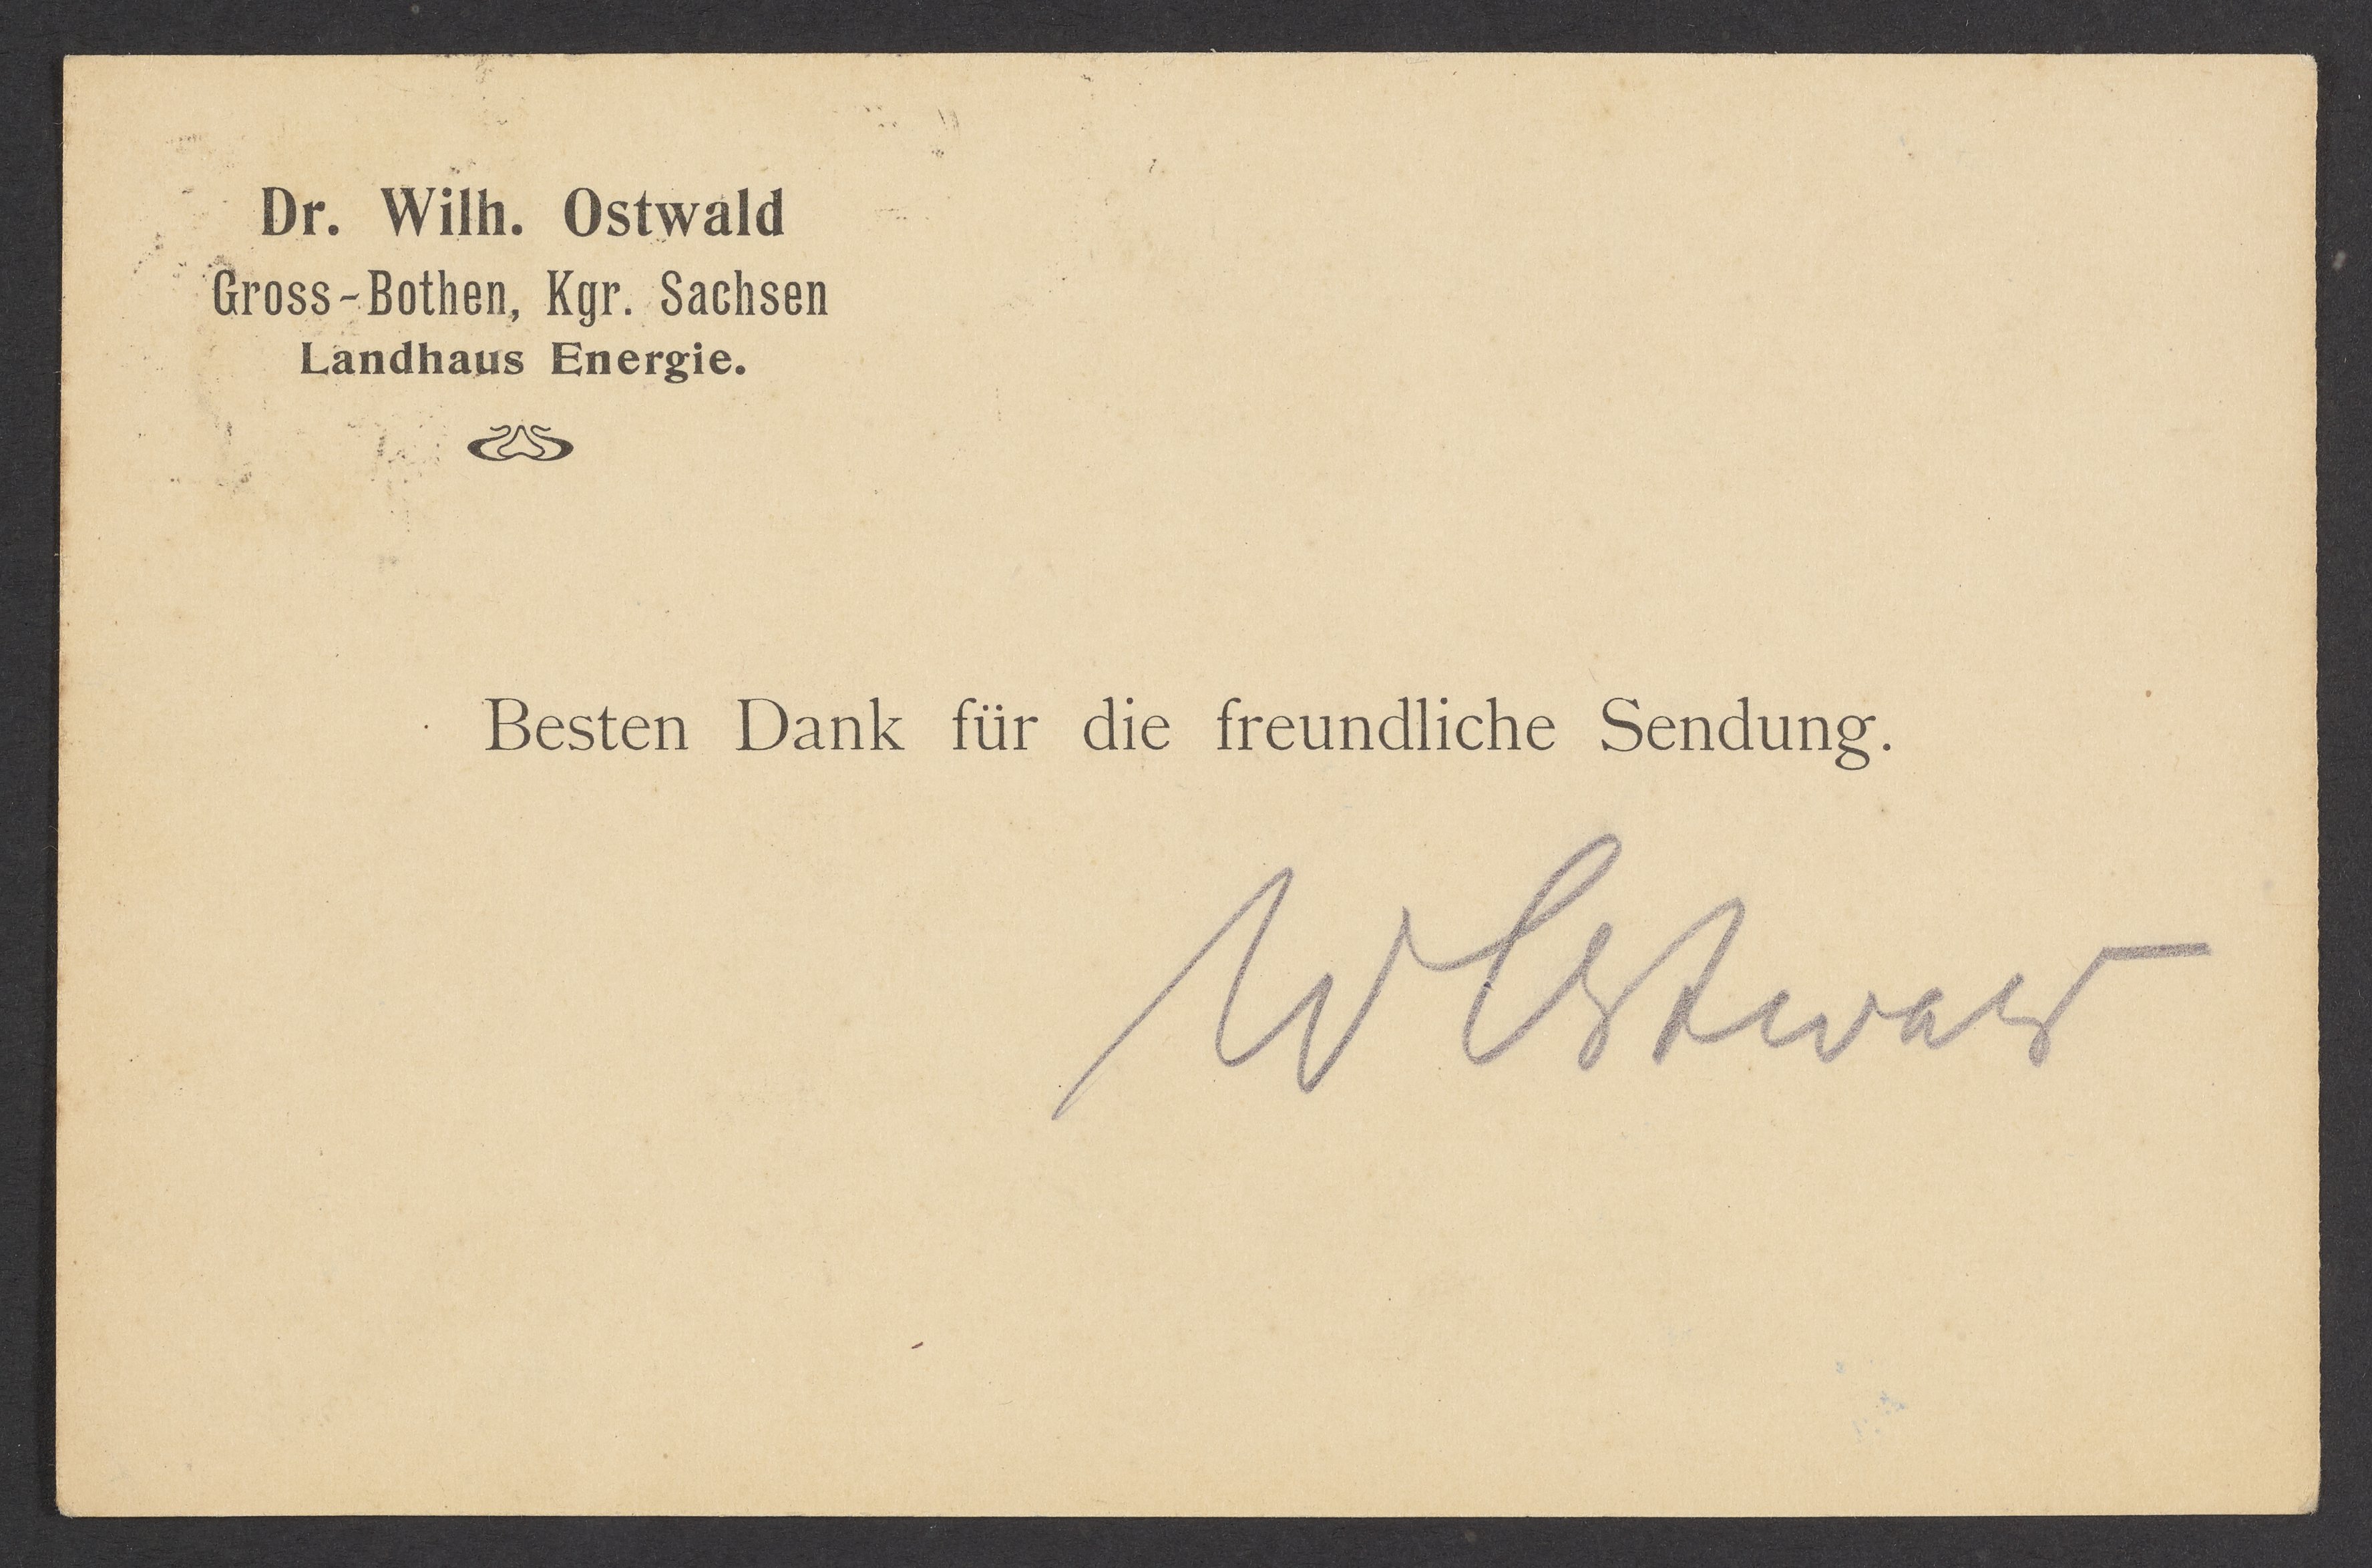 Dr. Wilh. Ostwald
Gross-Bothen, Kgr. Sachsen
Landhaus Energie.
Besten Dank für die freundliche Sendung.
W Ostwald